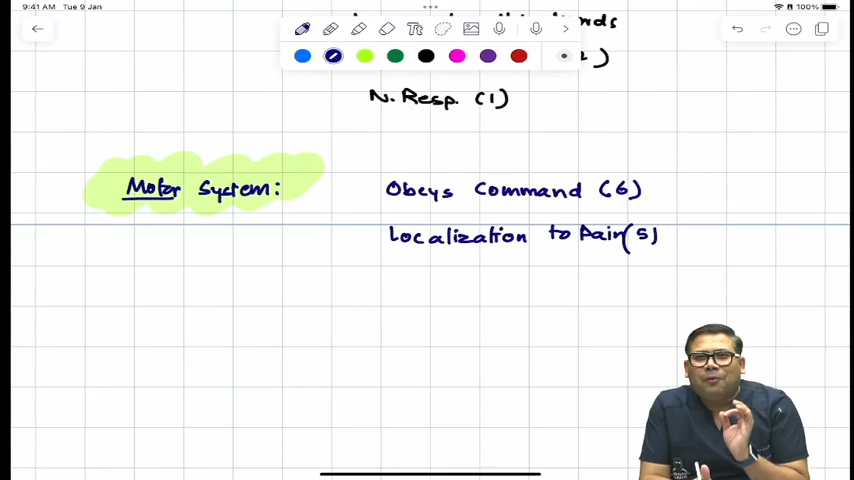 9:41 AM Tue 9 Jan
100%
N. Resp. (1)
Motor System:
Obeys Command (6)
Localization to Pain (5)